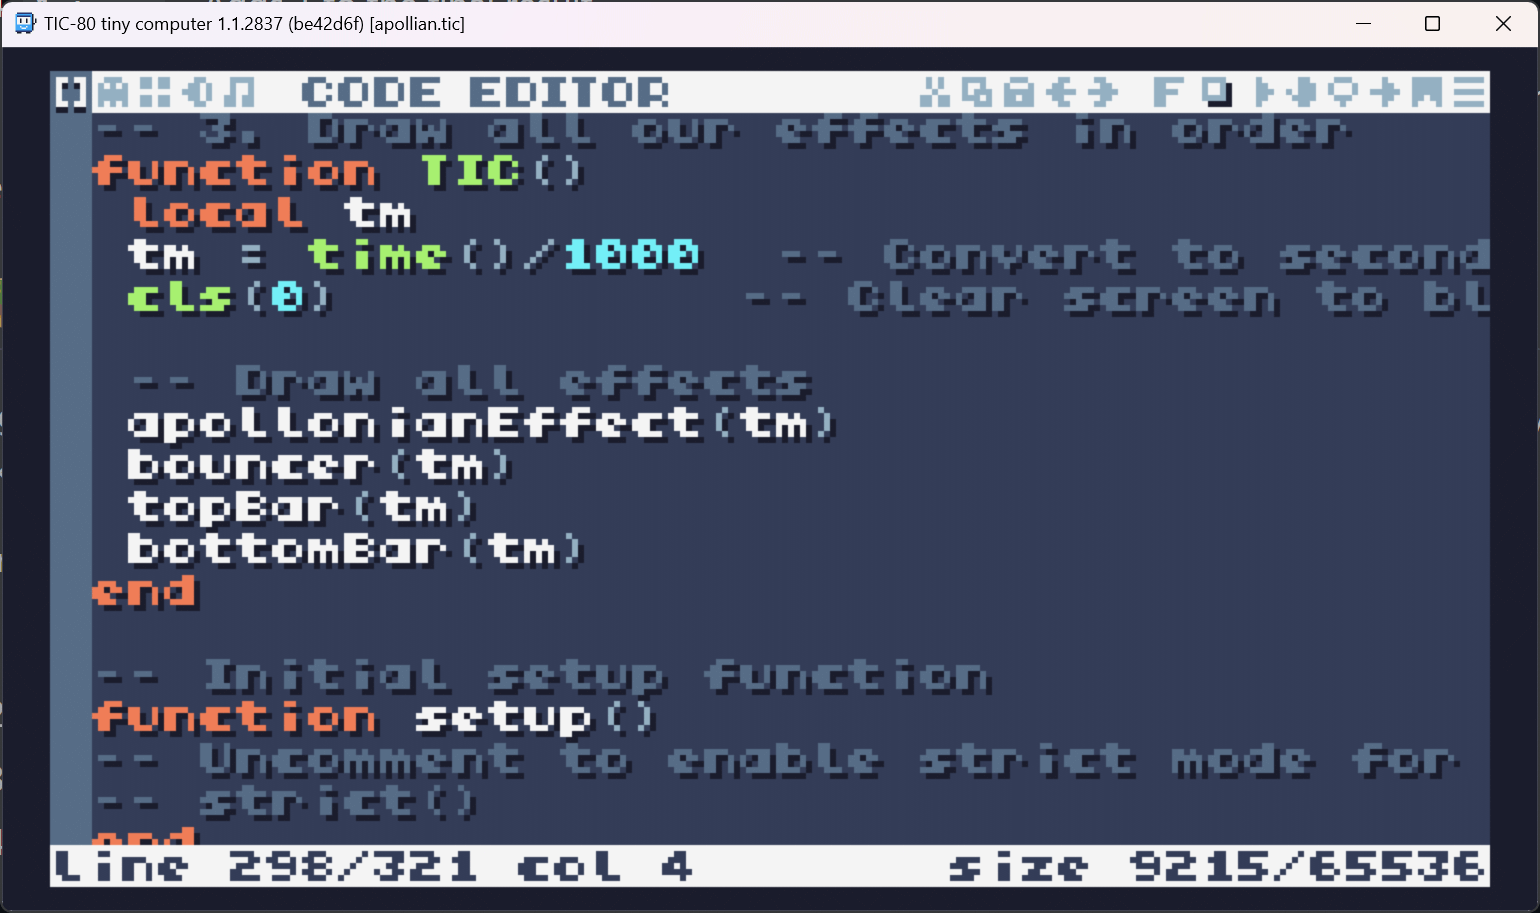 TIC-80 tiny computer 1.1.2837 (be42d6f) [apollian.tic]
CODE EDITOR
F
-- 3. Draw all our effects in order
function TIC()
local tm
tm = time()/1000 -- Convert to second
cls(0) -- Clear screen to bl
-- Draw all effects
apollonianEffect(tm)
bouncer(tm)
topBar(tm)
bottomBar(tm)
end
-- Initial setup function
function setup()
-- Uncomment to enable strict mode for
-- strict()
end
line 298/321 col 4 size 9215/65536